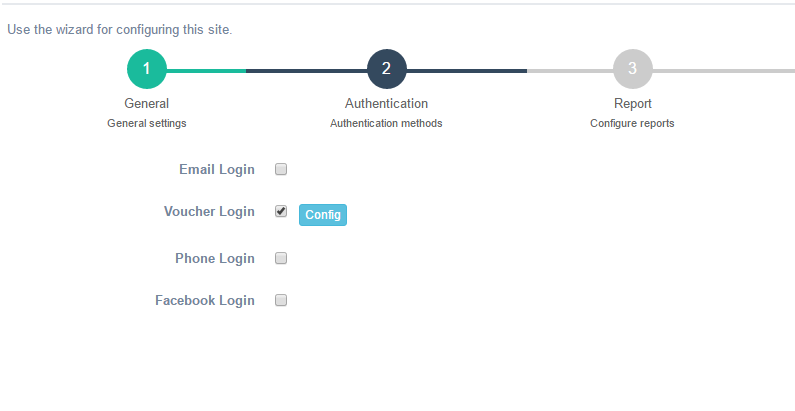 Use the wizard for configuring this site.
1 2 3
General Authentication Report
General settings Authentication methods Configure reports
Email Login
Voucher Login Config
Phone Login
Facebook Login